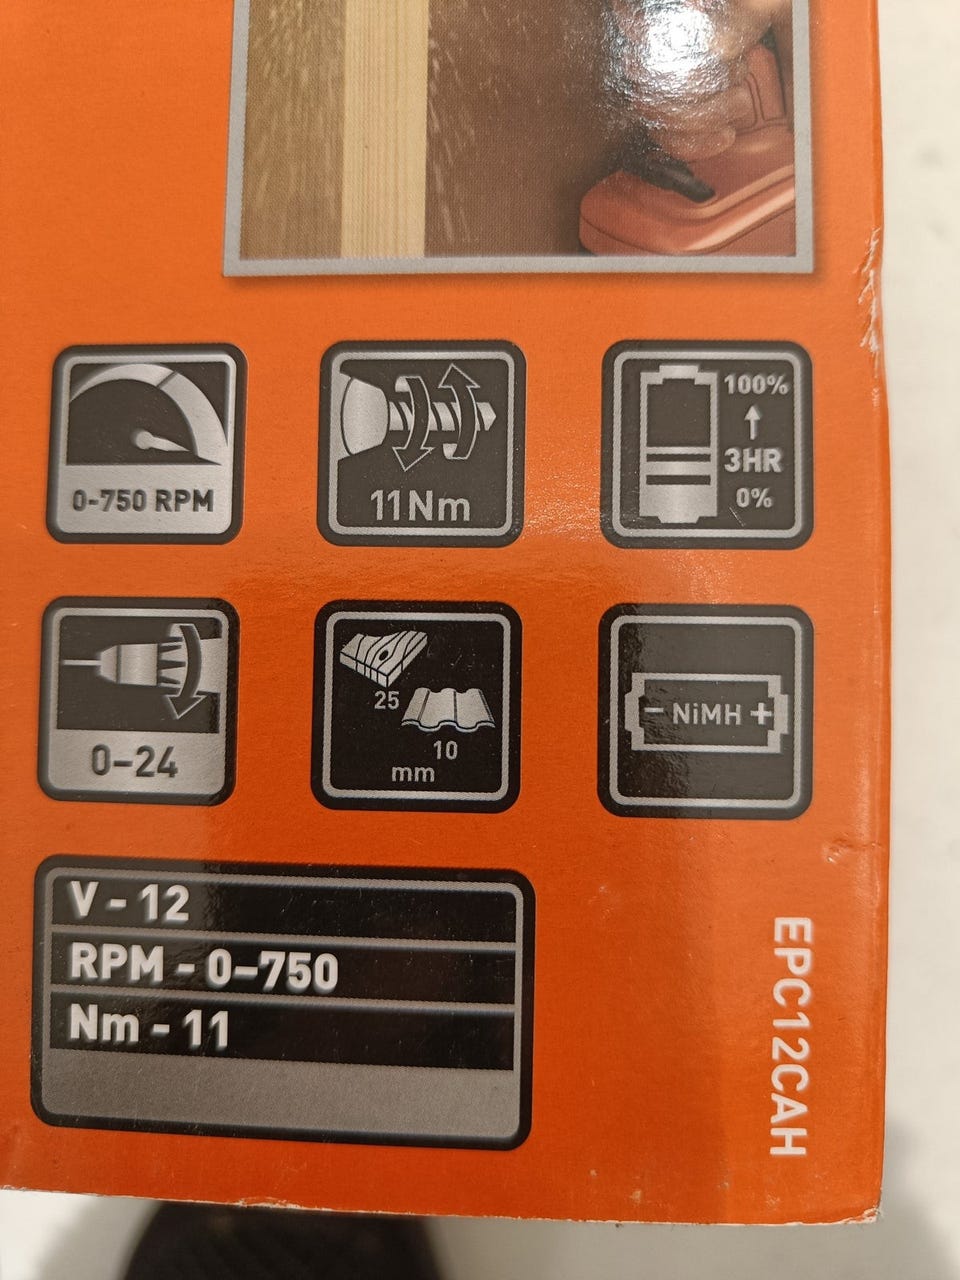 0-750 RPM
11Nm
100%
3HR
0%
0-24
25
10
mm
- NiMH +
V - 12
RPM - 0-750
Nm - 11
EPC12CAH